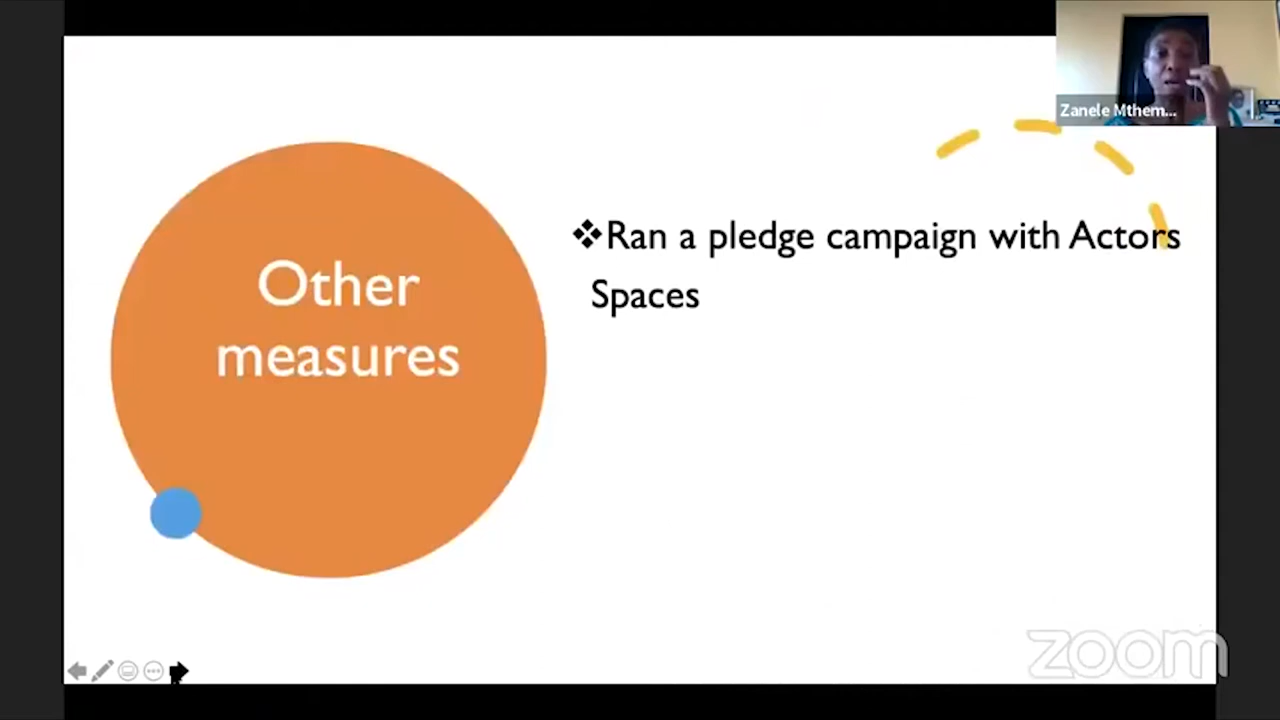 Zanele Mthem...
Other
measures
❖Ran a pledge campaign with Actors
Spaces
zoom